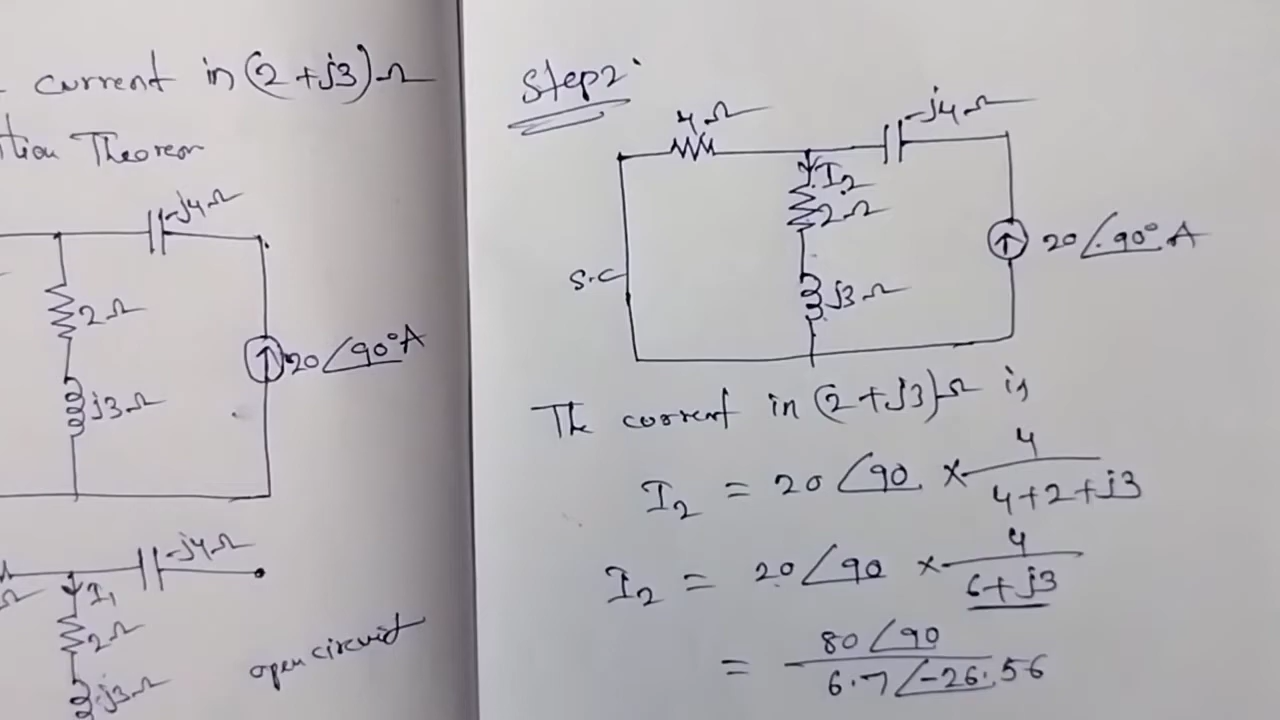 current in (2+j3)Ω
Theorem
-j4Ω
2Ω
20∠90°A
j3Ω
-j4Ω
I₁
2Ω
j3Ω
open circuit
Step2:
4Ω
-j4Ω
I₂
2Ω
20∠90° A
S.C
j3Ω
The current in (2+j3)Ω is
I₂ = 20∠90 × 4/(4+2+j3)
I₂ = 20∠90 × 4/(6+j3)
= 80∠90/6.7∠-26.56